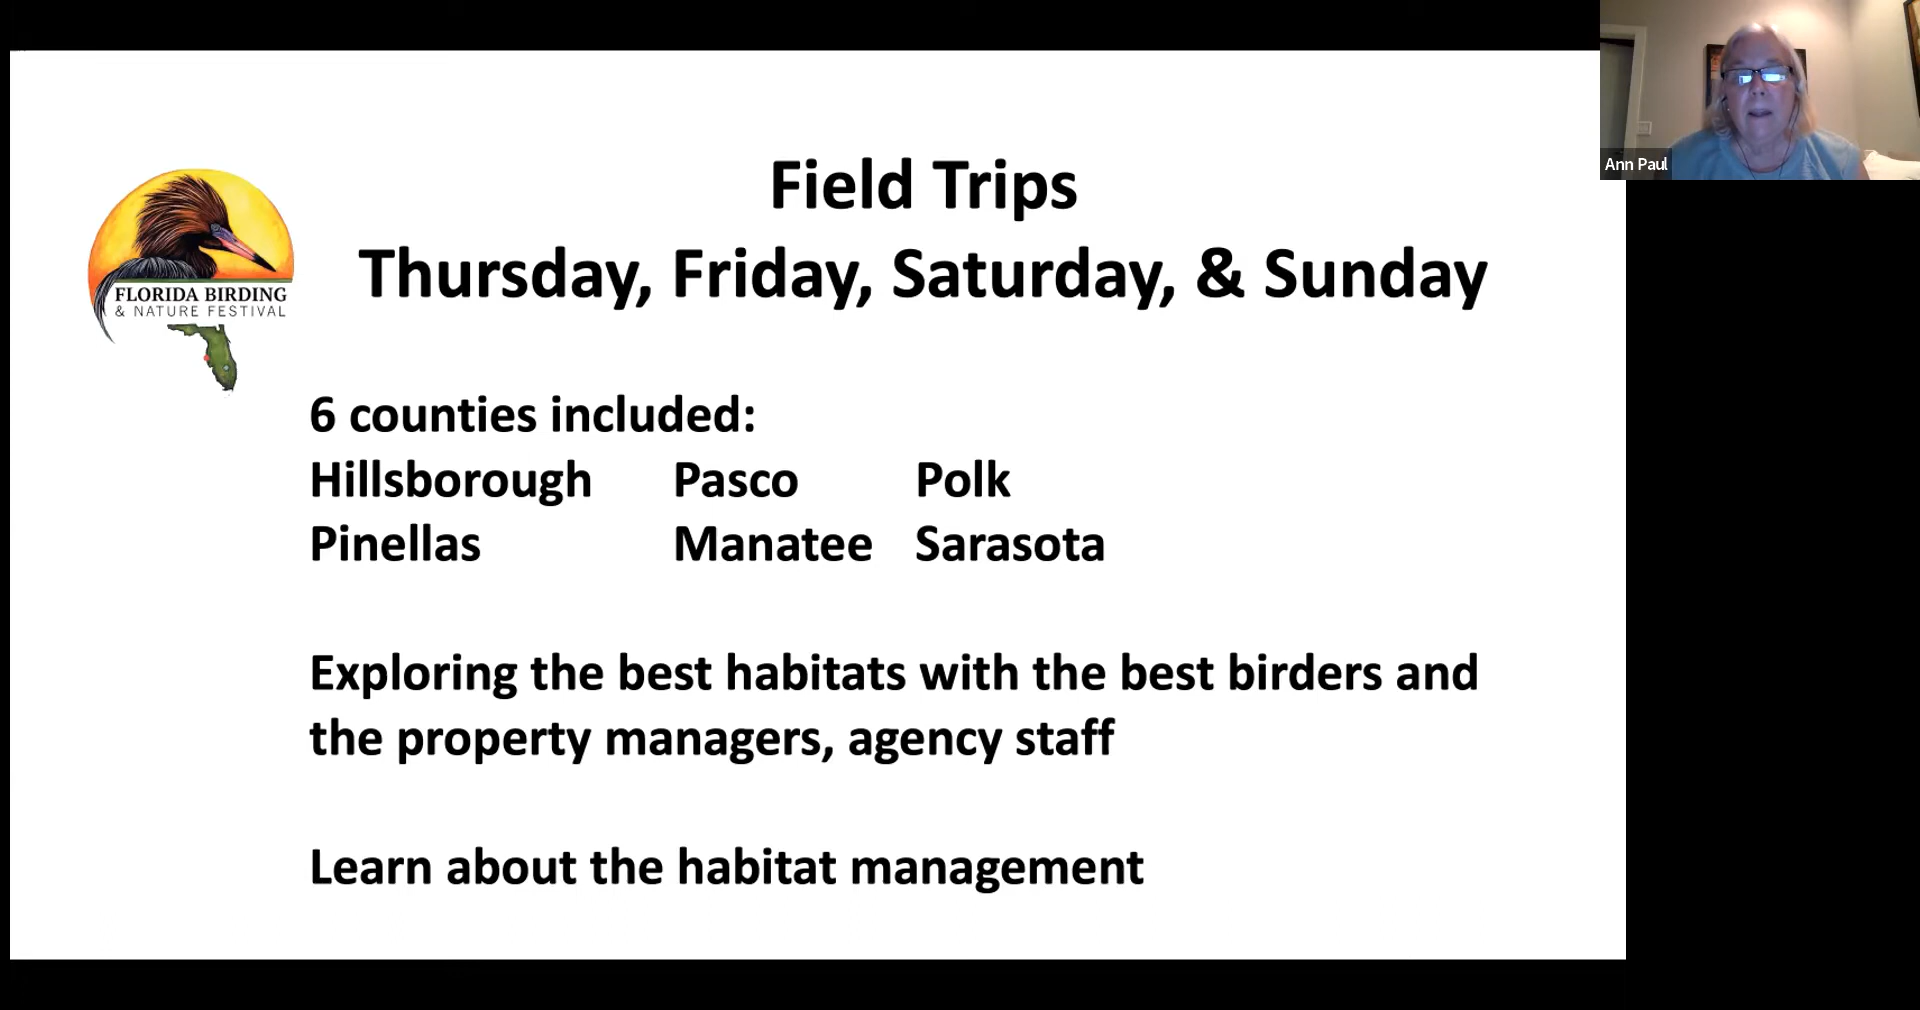 Ann Paul
Field Trips
Thursday, Friday, Saturday, & Sunday
FLORIDA BIRDING
& NATURE FESTIVAL
6 counties included:
Hillsborough Pasco Polk
Pinellas Manatee Sarasota
Exploring the best habitats with the best birders and
the property managers, agency staff
Learn about the habitat management